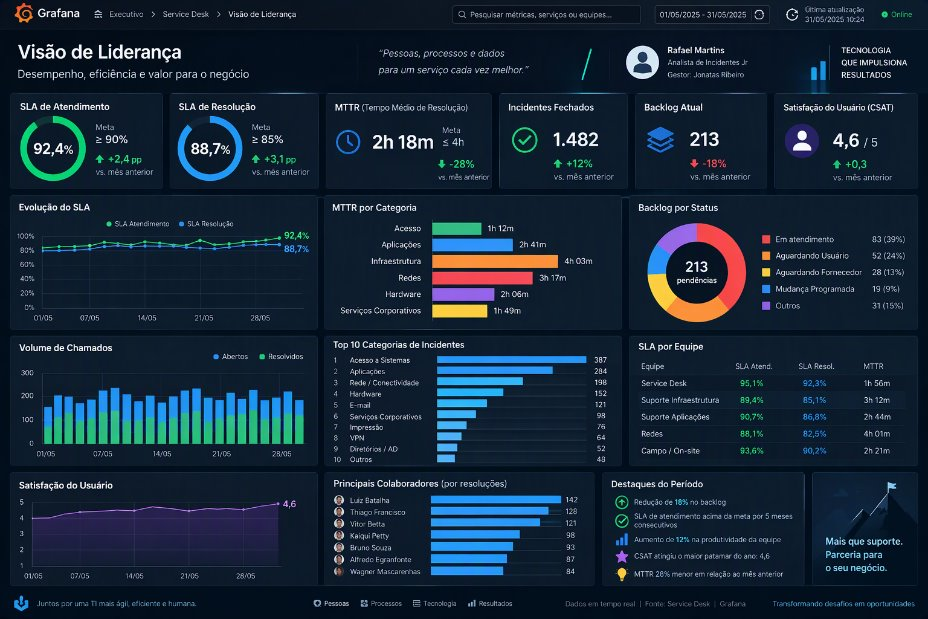 Grafana
Executivo > Service Desk > Visão de Liderança
Pesquisar métricas, serviços ou equipes...
01/05/2025 - 31/05/2025
Última atualização
31/05/2025 10:24
Online
Visão de Liderança
Desempenho, eficiência e valor para o negócio
“Pessoas, processos e dados
para um serviço cada vez melhor.”
Rafael Martins
Analista de Incidentes Jr
Gestor: Jonatas Ribeiro
TECNOLOGIA
QUE IMPULSIONA
RESULTADOS
SLA de Atendimento
92,4%
Meta
≥ 90%
+2,4 pp
vs. mês anterior
SLA de Resolução
88,7%
Meta
≥ 85%
+3,1 pp
vs. mês anterior
MTTR (Tempo Médio de Resolução)
2h 18m
Meta
≤ 4h
-28%
vs. mês anterior
Incidentes Fechados
1.482
+12%
vs. mês anterior
Backlog Atual
213
-18%
vs. mês anterior
Satisfação do Usuário (CSAT)
4,6 / 5
+0,3
vs. mês anterior
Evolução do SLA
SLA Atendimento SLA Resolução
100%
80%
60%
40%
20%
0%
92,4%
88,7%
01/05 07/05 14/05 21/05 28/05
MTTR por Categoria
Acesso 1h 12m
Aplicações 2h 41m
Infraestrutura 4h 03m
Redes 3h 17m
Hardware 2h 06m
Serviços Corporativos 1h 49m
Backlog por Status
213
pendências
Em atendimento 83 (39%)
Aguardando Usuário 52 (24%)
Aguardando Fornecedor 28 (13%)
Mudança Programada 19 (9%)
Outros 31 (15%)
Volume de Chamados
Abertos Resolvidos
300
200
100
0
01/05 07/05 14/05 21/05 28/05
Top 10 Categorias de Incidentes
1 Acesso a Sistemas 387
2 Aplicações 284
3 Rede / Conectividade 198
4 Hardware 152
5 E-mail 121
6 Serviços Corporativos 98
7 Impressão 76
8 VPN 64
9 Diretórios / AD 52
10 Outros 48
SLA por Equipe
Equipe SLA Atend. SLA Resol. MTTR
Service Desk 95,1% 92,3% 1h 56m
Suporte Infraestrutura 89,4% 85,1% 3h 12m
Suporte Aplicações 90,7% 86,8% 2h 44m
Redes 88,1% 82,5% 4h 01m
Campo / On-site 93,6% 90,2% 2h 21m
Satisfação do Usuário
5
4
3
2
1
4,6
01/05 07/05 14/05 21/05 28/05
Principais Colaboradores (por resoluções)
Luiz Batalha 142
Thiago Francisco 128
Vitor Betta 121
Kaiqui Petty 98
Bruno Souza 93
Alfredo Egranfonte 87
Wagner Mascarenhas 84
Destaques do Período
Redução de 18% no backlog
SLA de atendimento acima da meta por 5 meses
consecutivos
Aumento de 12% na produtividade da equipe
CSAT atingiu o maior patamar do ano: 4,6
MTTR 28% menor em relação ao mês anterior
Mais que suporte.
Parceria para
o seu negócio.
Juntos por uma TI mais ágil, eficiente e humana.
Pessoas Processos Tecnologia Resultados
Dados em tempo real | Fonte: Service Desk | Grafana
Transformando desafios em oportunidades